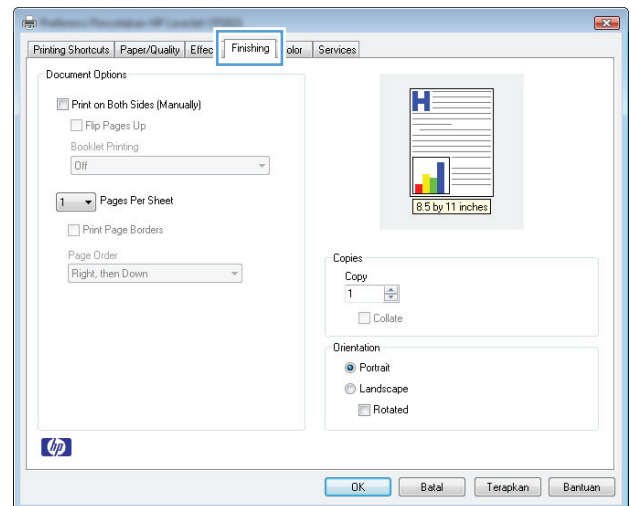 Printing Shortcuts Paper/Quality Effec Finishing olor Services
Document Options
Print on Both Sides (Manually)
Flip Pages Up
Booklet Printing
Off
1 Pages Per Sheet
Print Page Borders
Page Order
Right, then Down
H
8.5 by 11 inches
Copies
Copy
1
Collate
Orientation
Portrait
Landscape
Rotated
hp
OK Batal Terapkan Bantuan